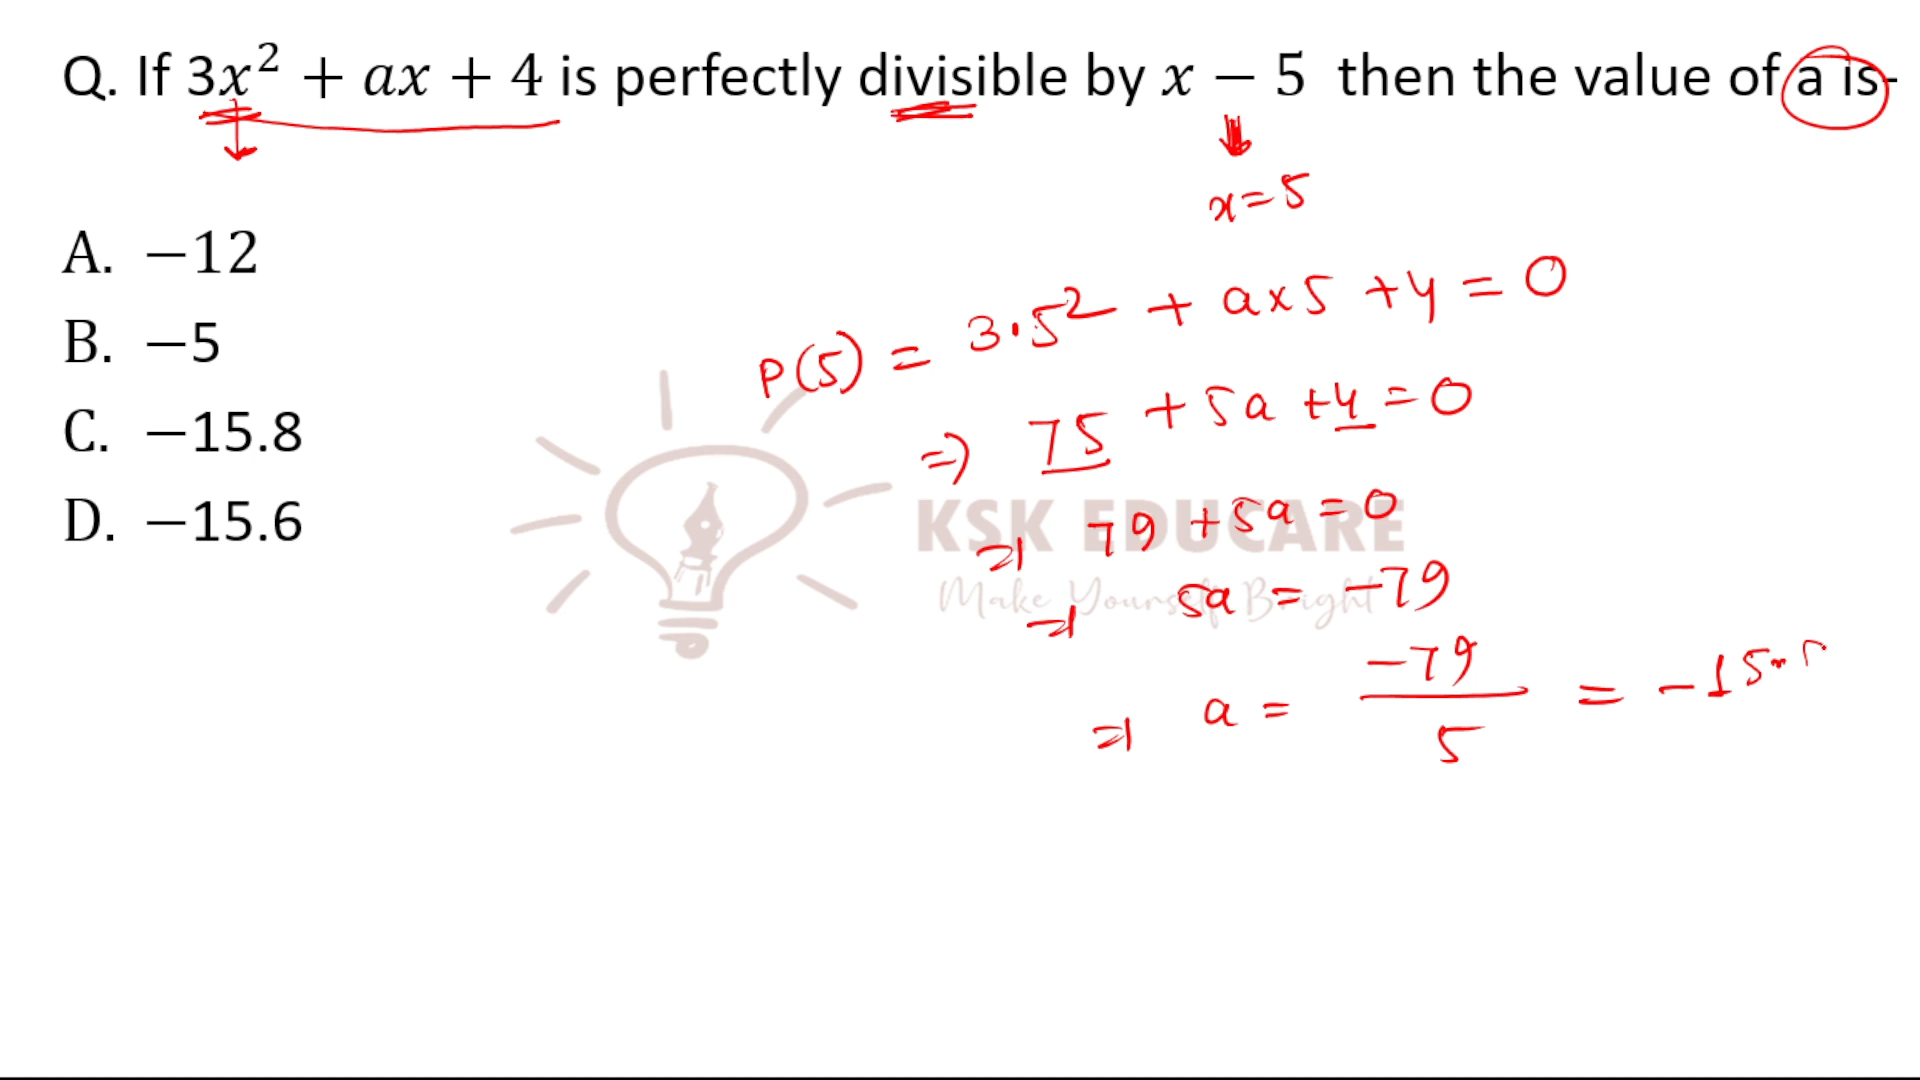 Q. If 3x² + ax + 4 is perfectly divisible by x − 5 then the value of a is-
x=5
A. −12
B. −5
C. −15.8
D. −15.6
P(5) = 3·5² + a×5 +4 = 0
⇒ 75 + 5a +4 = 0
⇒ 79 + 5a = 0
⇒ 5a = −79
⇒ a = −79/5 = −15.
KSK EDUCARE
Make Yourself Bright